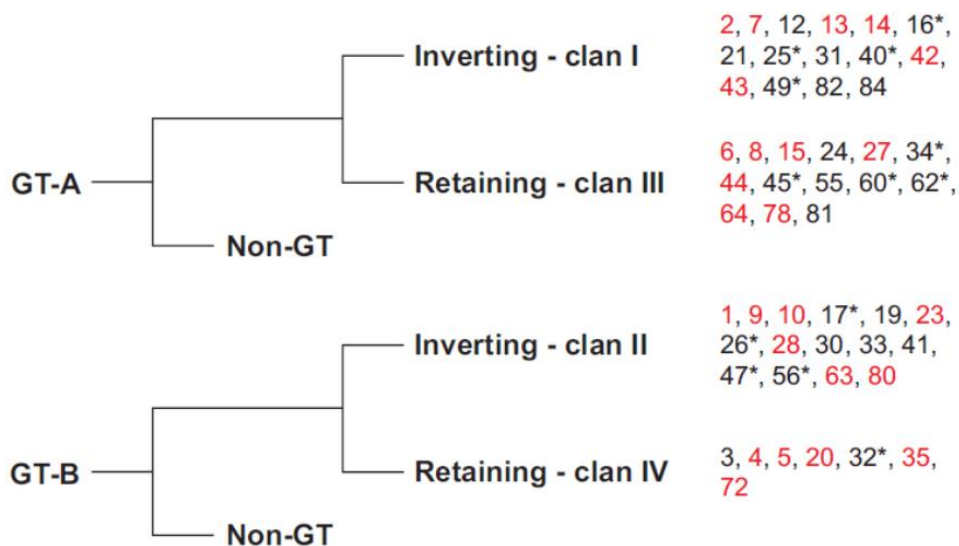 GT-A
Inverting - clan I
2, 7, 12, 13, 14, 16*,
21, 25*, 31, 40*, 42,
43, 49*, 82, 84
Retaining - clan III
6, 8, 15, 24, 27, 34*,
44, 45*, 55, 60*, 62*,
64, 78, 81
Non-GT
GT-B
Inverting - clan II
1, 9, 10, 17*, 19, 23,
26*, 28, 30, 33, 41,
47*, 56*, 63, 80
Retaining - clan IV
3, 4, 5, 20, 32*, 35,
72
Non-GT